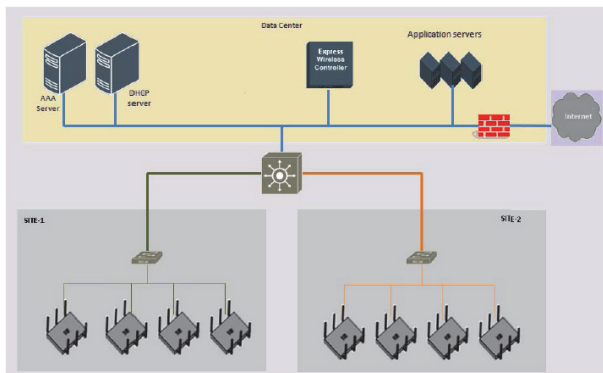 Data Center
AAA
Server
DHCP
server
Express
Wireless
Controller
Application servers
Internet
SITE-1
SITE-2